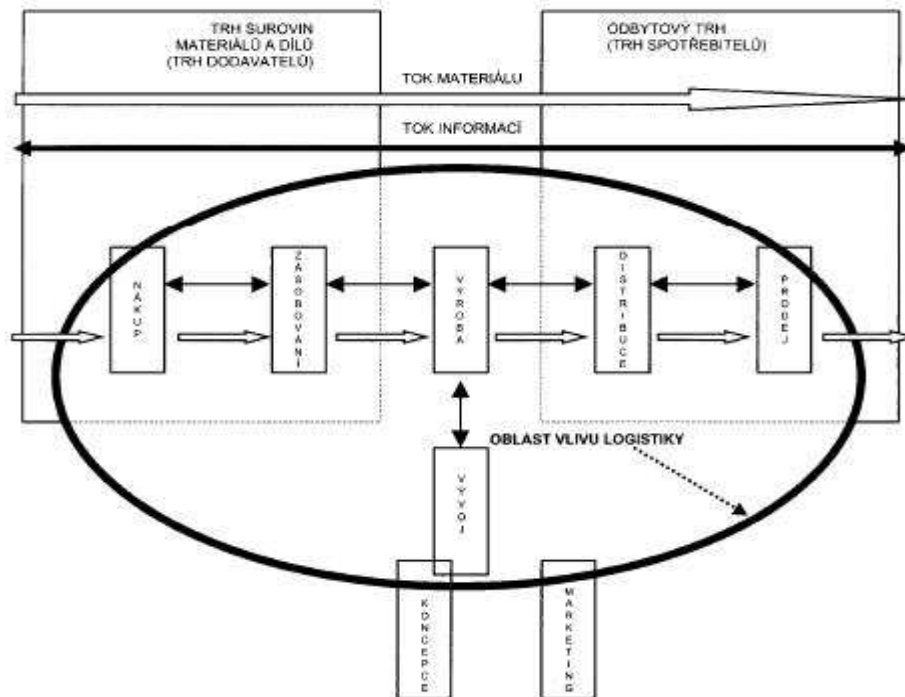 TRH SUROVIN
MATERIÁLŮ A DÍLŮ
(TRH DODAVATELŮ)
ODBYTOVÝ TRH
(TRH SPOTŘEBITELŮ)
TOK MATERIÁLU
TOK INFORMACÍ
NÁKUP
ZÁSOBOVÁNÍ
VÝROBA
DISTRIBUCE
PRODEJ
OBLAST VLIVU LOGISTIKY
VÝVOJ
KONCEPCE
MARKETING